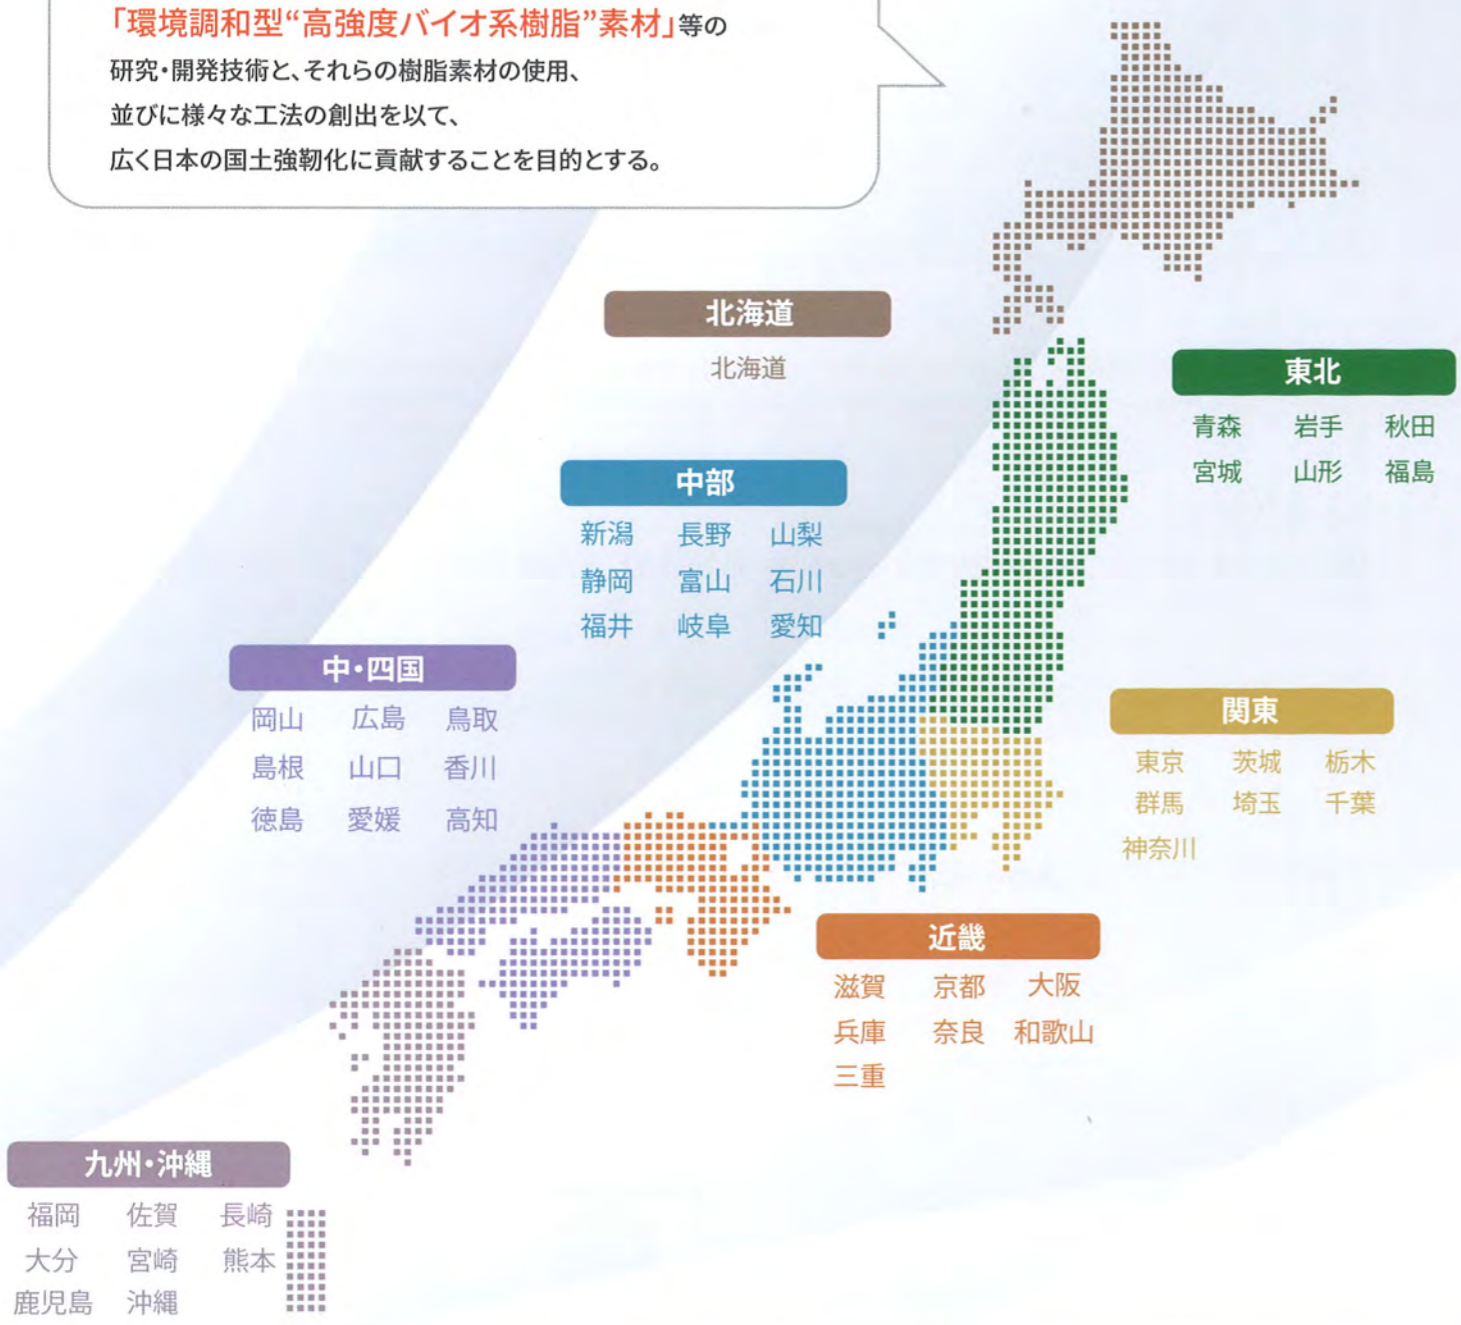 「環境調和型“高強度バイオ系樹脂”素材」等の
研究・開発技術と、それらの樹脂素材の使用、
並びに様々な工法の創出を以て、
広く日本の国土強靭化に貢献することを目的とする。
北海道
北海道
東北
青森 岩手 秋田
宮城 山形 福島
中部
新潟 長野 山梨
静岡 富山 石川
福井 岐阜 愛知
中・四国
岡山 広島 鳥取
島根 山口 香川
徳島 愛媛 高知
関東
東京 茨城 栃木
群馬 埼玉 千葉
神奈川
近畿
滋賀 京都 大阪
兵庫 奈良 和歌山
三重
九州・沖縄
福岡 佐賀 長崎
大分 宮崎 熊本
鹿児島 沖縄